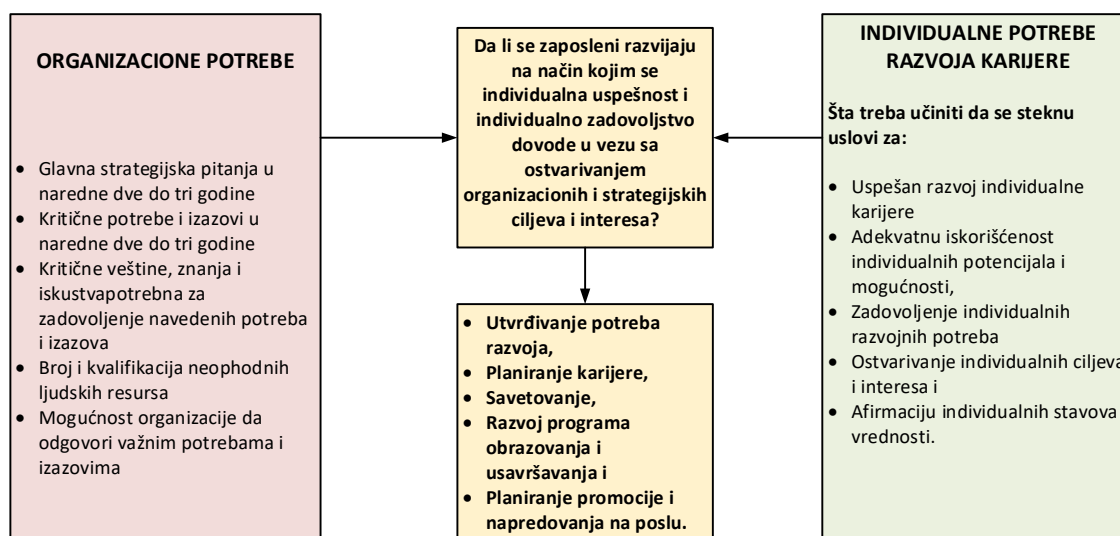 ORGANIZACIONE POTREBE
• Glavna strategijska pitanja u
naredne dve do tri godine
• Kritične potrebe i izazovi u
naredne dve do tri godine
• Kritične veštine, znanja i
iskustvapotrebna za
zadovoljenje navedenih potreba
i izazova
• Broj i kvalifikacija neophodnih
ljudskih resursa
• Mogućnost organizacije da
odgovori važnim potrebama i
izazovima
Da li se zaposleni razvijaju
na način kojim se
individualna uspešnost i
individualno zadovoljstvo
dovode u vezu sa
ostvarivanjem
organizacionih i strategijskih
ciljeva i interesa?
• Utvrđivanje potreba
razvoja,
• Planiranje karijere,
• Savetovanje,
• Razvoj programa
obrazovanja i
usavršavanja i
• Planiranje promocije i
napredovanja na poslu.
INDIVIDUALNE POTREBE
RAZVOJA KARIJERE
Šta treba učiniti da se steknu
uslovi za:
• Uspešan razvoj individualne
karijere
• Adekvatnu iskorišćenost
individualnih potencijala i
mogućnosti,
• Zadovoljenje individualnih
razvojnih potreba
• Ostvarivanje individualnih ciljeva
i interesa i
• Afirmaciju individualnih stavova
vrednosti.